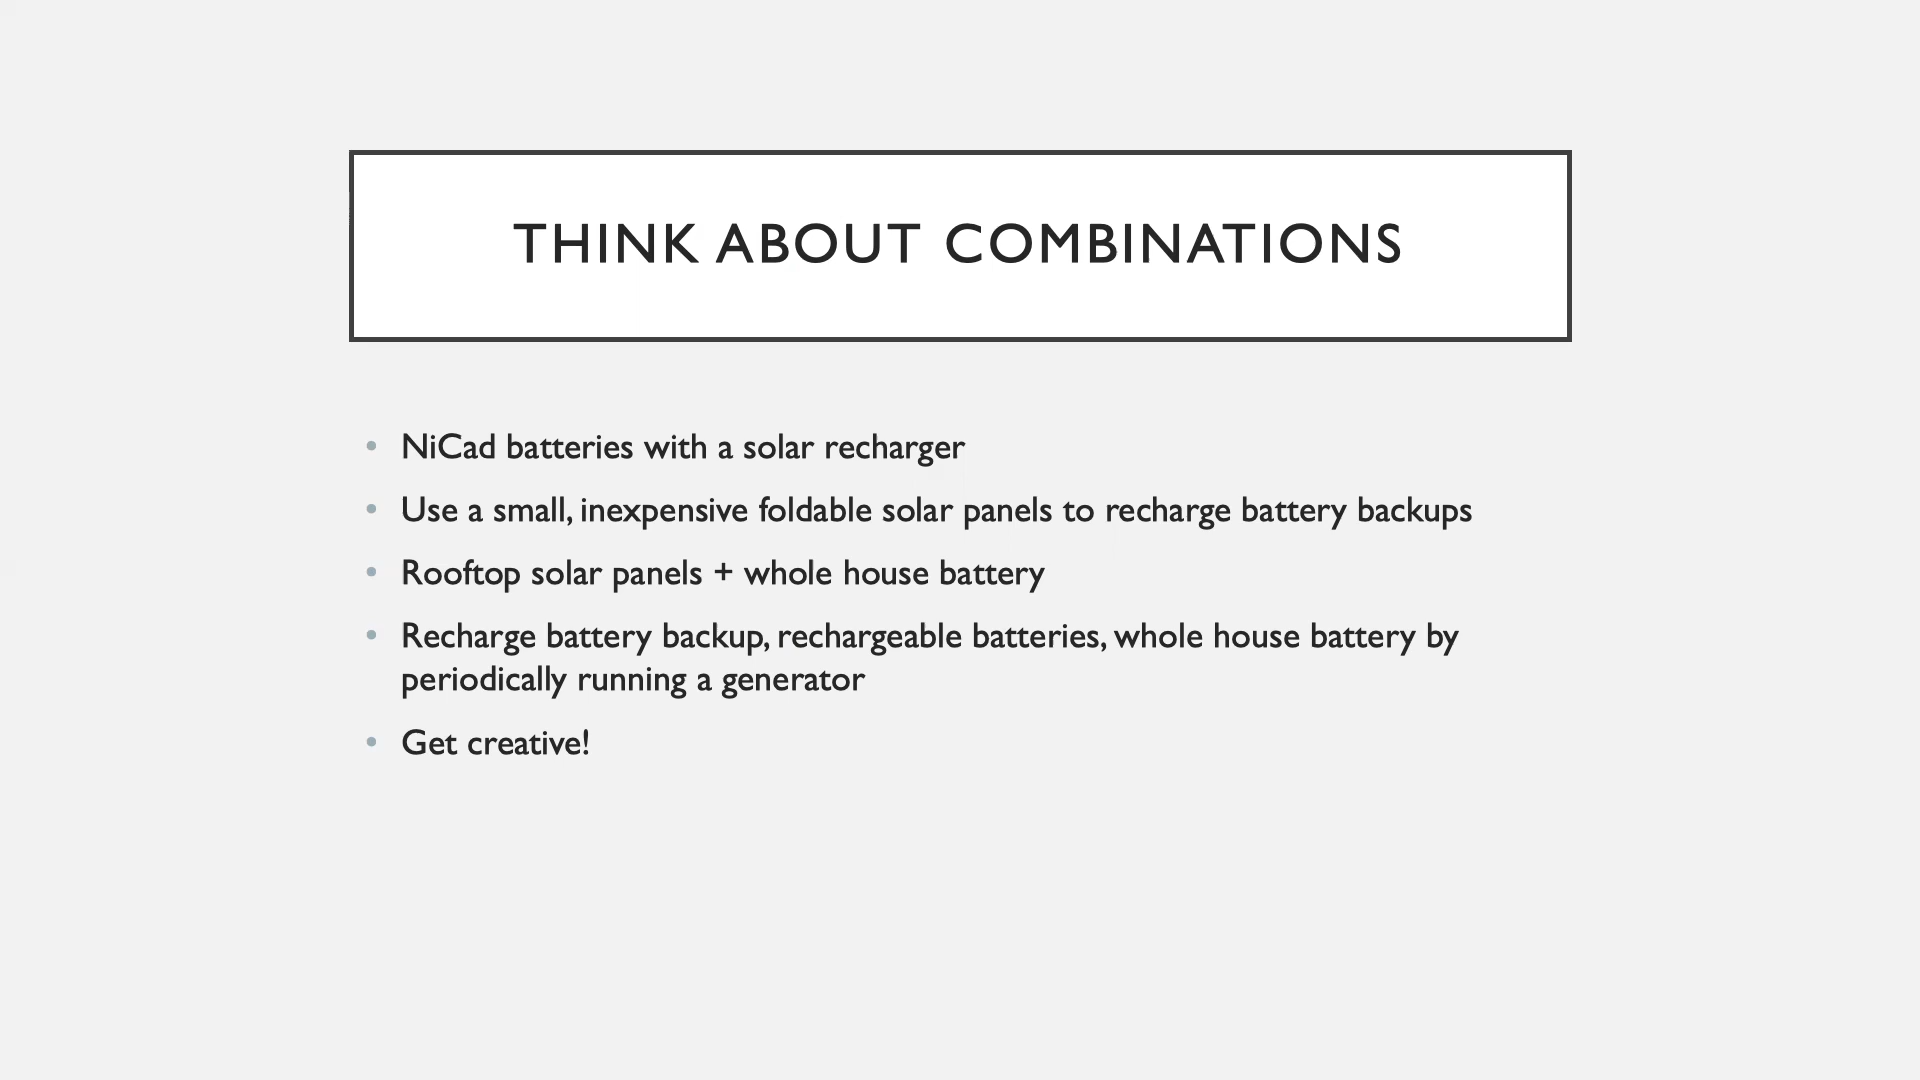 THINK ABOUT COMBINATIONS
• NiCad batteries with a solar recharger
• Use a small, inexpensive foldable solar panels to recharge battery backups
• Rooftop solar panels + whole house battery
• Recharge battery backup, rechargeable batteries, whole house battery by
periodically running a generator
• Get creative!